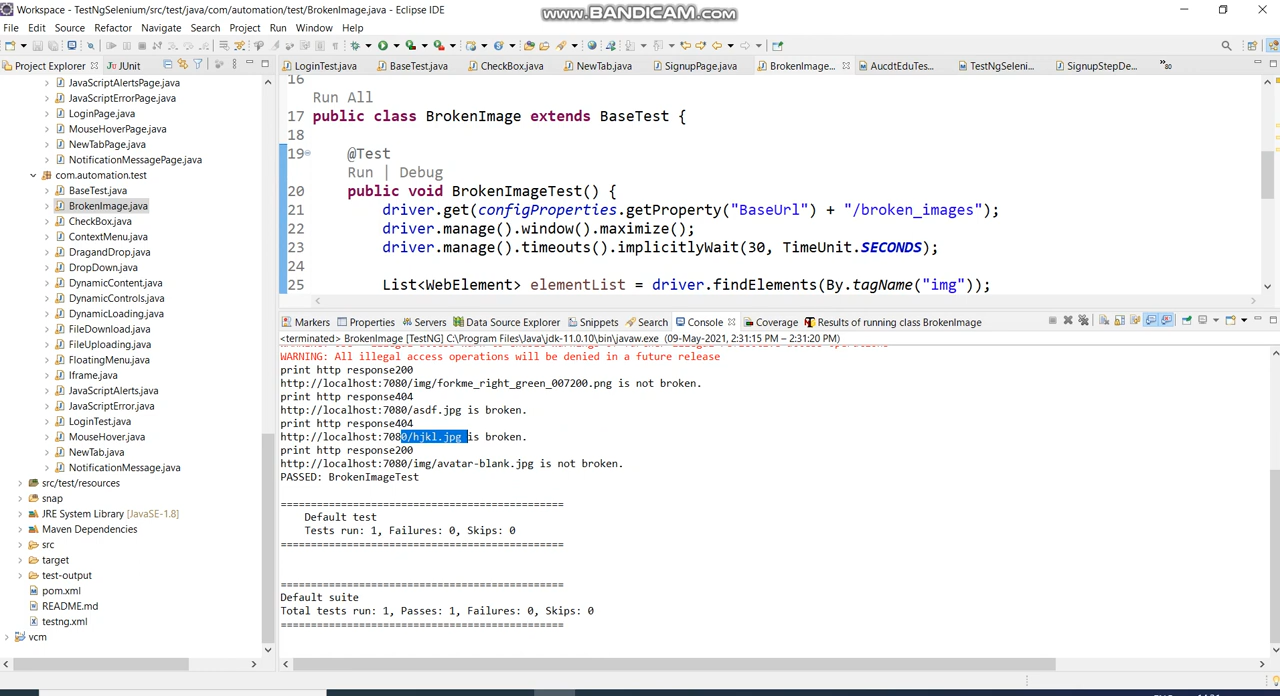 Workspace - TestNgSelenium/src/test/java/com/automation/test/BrokenImage.java - Eclipse IDE
www.BANDICAM.com
File Edit Source Refactor Navigate Search Project Run Window Help
Project Explorer JUnit
JavaScriptAlertsPage.java
JavaScriptErrorPage.java
LoginPage.java
MouseHoverPage.java
NewTabPage.java
NotificationMessagePage.java
com.automation.test
BaseTest.java
BrokenImage.java
CheckBox.java
ContextMenu.java
DragandDrop.java
DropDown.java
DynamicContent.java
DynamicControls.java
DynamicLoading.java
FileDownload.java
FileUploading.java
FloatingMenu.java
Iframe.java
JavaScriptAlerts.java
JavaScriptError.java
LoginTest.java
MouseHover.java
NewTab.java
NotificationMessage.java
src/test/resources
snap
JRE System Library [JavaSE-1.8]
Maven Dependencies
src
target
test-output
pom.xml
README.md
testng.xml
vcm
LoginTest.java BaseTest.java CheckBox.java NewTab.java SignupPage.java BrokenImage... AucdtEduTes... TestNgSeleni... SignupStepDe... »80
16
Run All
17 public class BrokenImage extends BaseTest {
18
19 @Test
Run | Debug
20 public void BrokenImageTest() {
21 driver.get(configProperties.getProperty("BaseUrl") + "/broken_images");
22 driver.manage().window().maximize();
23 driver.manage().timeouts().implicitlyWait(30, TimeUnit.SECONDS);
24
25 List<WebElement> elementList = driver.findElements(By.tagName("img"));
Markers Properties Servers Data Source Explorer Snippets Search Console Coverage Results of running class BrokenImage
<terminated> BrokenImage [TestNG] C:\Program Files\Java\jdk-11.0.10\bin\javaw.exe (09-May-2021, 2:31:15 PM – 2:31:20 PM)
WARNING: All illegal access operations will be denied in a future release
print http response200
http://localhost:7080/img/forkme_right_green_007200.png is not broken.
print http response404
http://localhost:7080/asdf.jpg is broken.
print http response404
http://localhost:7080/hjkl.jpg is broken.
print http response200
http://localhost:7080/img/avatar-blank.jpg is not broken.
PASSED: BrokenImageTest
===============================================
Default test
Tests run: 1, Failures: 0, Skips: 0
===============================================
===============================================
Default suite
Total tests run: 1, Passes: 1, Failures: 0, Skips: 0
===============================================